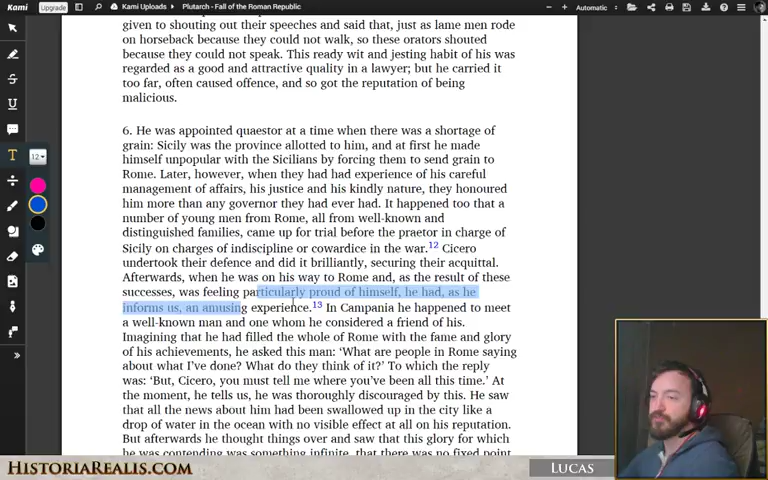 Kami
Upgrade
Kami Uploads > Plutarch - Fall of the Roman Republic
Automatic
given to shouting out their speeches and said that, just as lame men rode
on horseback because they could not walk, so these orators shouted
because they could not speak. This ready wit and jesting habit of his was
regarded as a good and attractive quality in a lawyer; but he carried it
too far, often caused offence, and so got the reputation of being
malicious.
6. He was appointed quaestor at a time when there was a shortage of
grain: Sicily was the province allotted to him, and at first he made
himself unpopular with the Sicilians by forcing them to send grain to
Rome. Later, however, when they had had experience of his careful
management of affairs, his justice and his kindly nature, they honoured
him more than any governor they had ever had. It happened too that a
number of young men from Rome, all from well-known and
distinguished families, came up for trial before the praetor in charge of
Sicily on charges of indiscipline or cowardice in the war.12 Cicero
undertook their defence and did it brilliantly, securing their acquittal.
Afterwards, when he was on his way to Rome and, as the result of these
successes, was feeling particularly proud of himself, he had, as he
informs us, an amusing experience.13 In Campania he happened to meet
a well-known man and one whom he considered a friend of his.
Imagining that he had filled the whole of Rome with the fame and glory
of his achievements, he asked this man: ‘What are people in Rome saying
about what I’ve done? What do they think of it?’ To which the reply
was: ‘But, Cicero, you must tell me where you’ve been all this time.’ At
the moment, he tells us, he was thoroughly discouraged by this. He saw
that all the news about him had been swallowed up in the city like a
drop of water in the ocean with no visible effect at all on his reputation.
But afterwards he thought things over and saw that this glory for which
he was contending was something infinite, that there was no fixed point
T
12
HISTORIAREALIS.COM
LUCAS